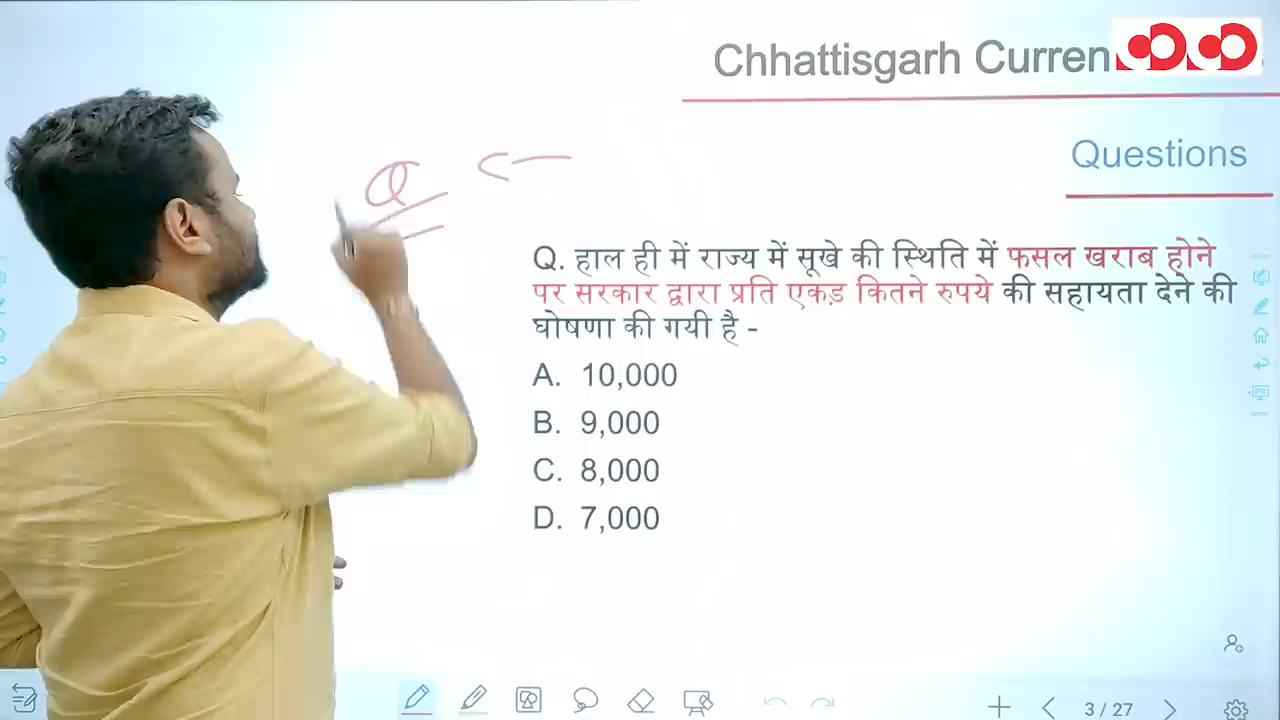 Chhattisgarh Curren
Questions
Q
Q. हाल ही में राज्य में सूखे की स्थिति में फसल खराब होने
पर सरकार द्वारा प्रति एकड़ कितने रुपये की सहायता देने की
घोषणा की गयी है -
A. 10,000
B. 9,000
C. 8,000
D. 7,000
3 / 27